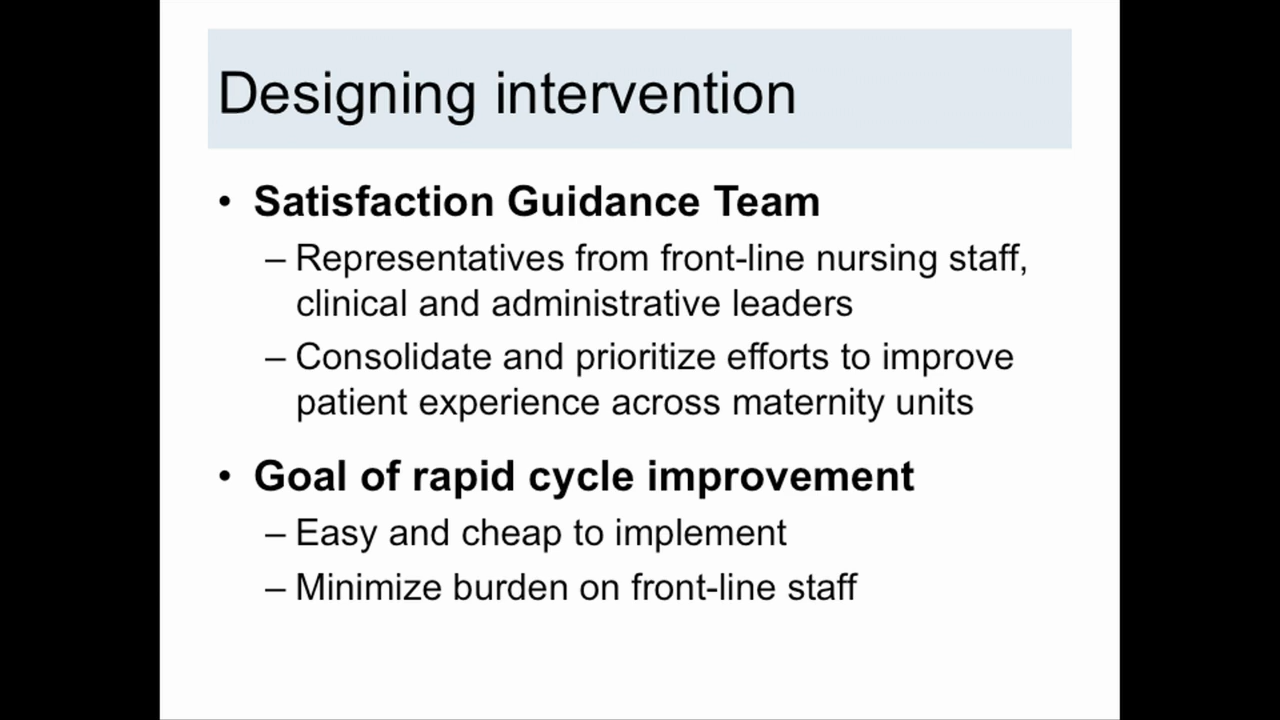 Designing intervention
• Satisfaction Guidance Team
– Representatives from front-line nursing staff,
clinical and administrative leaders
– Consolidate and prioritize efforts to improve
patient experience across maternity units
• Goal of rapid cycle improvement
– Easy and cheap to implement
– Minimize burden on front-line staff